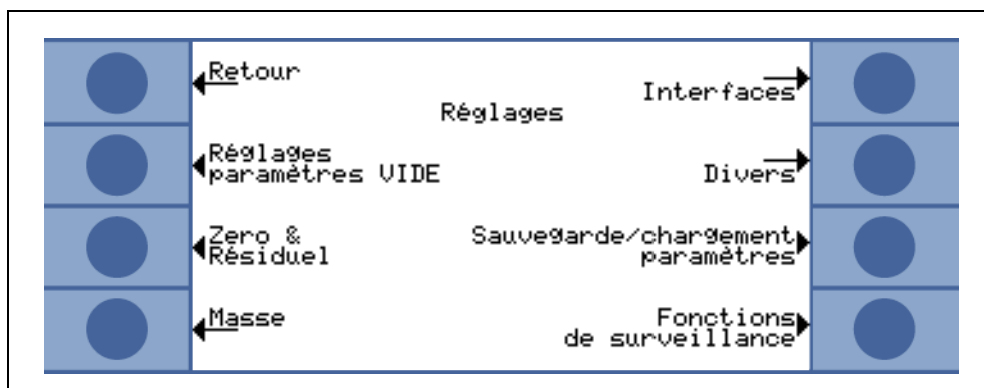 Retour
Interfaces
Réglages
Réglages
paramètres VIDE
Divers
Zero &
Résiduel
Sauvegarde/chargement
paramètres
Masse
Fonctions
de surveillance